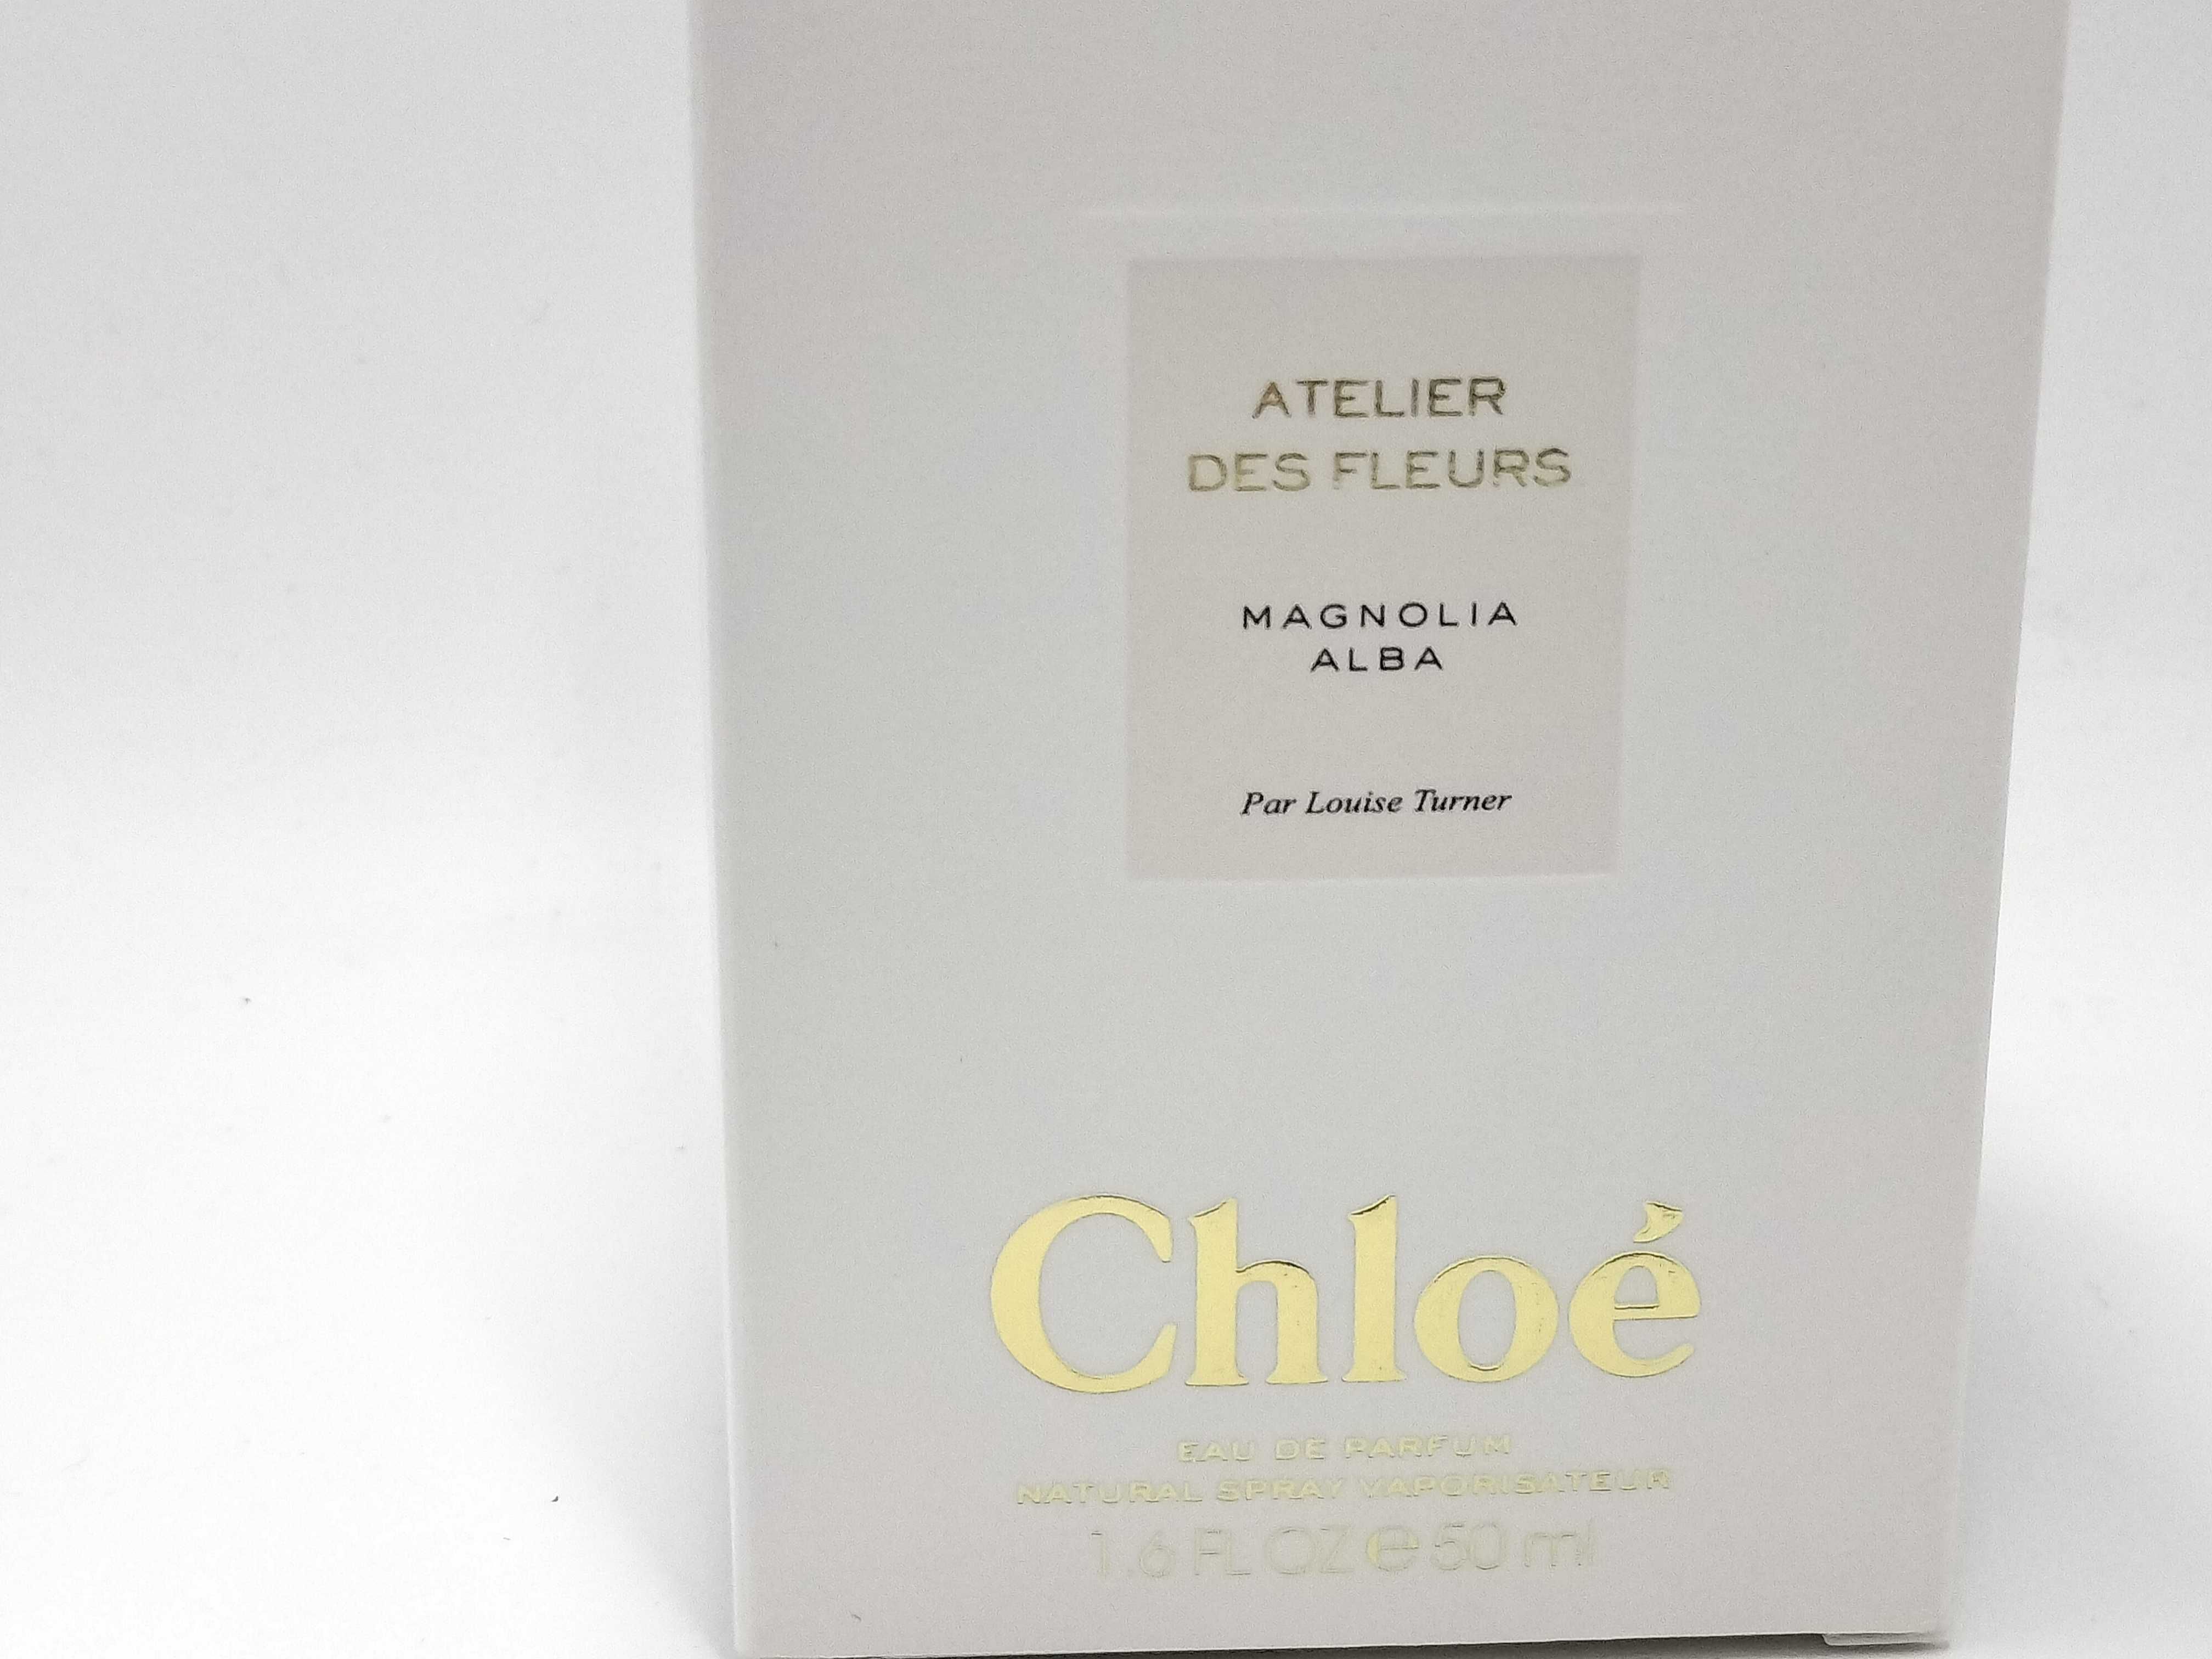 ATELIER
DES FLEURS
MAGNOLIA
ALBA
Par Louise Turner
Chloé
EAU DE PARFUM
NATURAL SPRAY VAPORISATEUR
1.6 FL OZ ℮ 50 ml